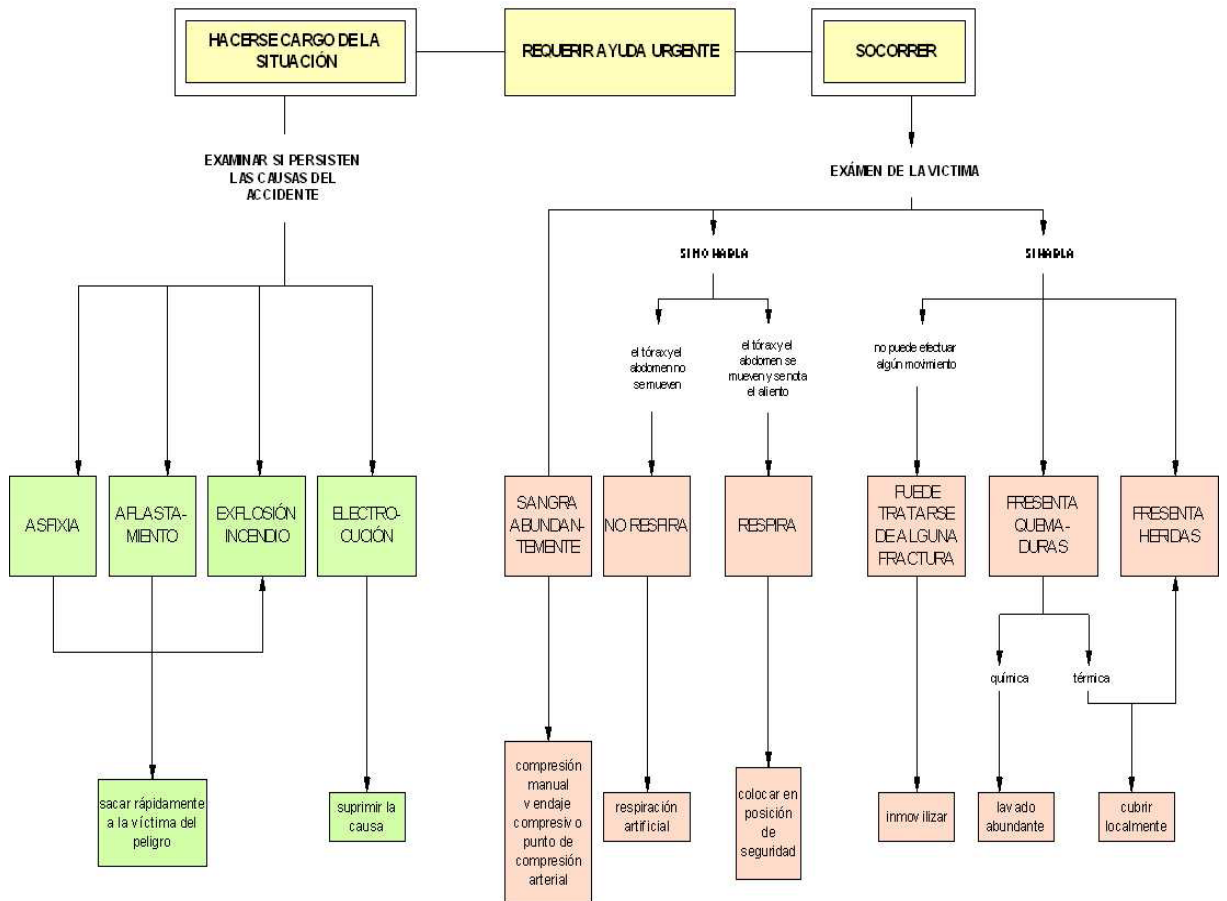 HACERSE CARGO DE LA
SITUACIÓN
REQUERIR AYUDA URGENTE
SOCORRER
EXAMINAR SI PERSISTEN
LAS CAUSAS DEL
ACCIDENTE
EXÁMEN DE LA VICTIMA
SI NO HABLA
SI HABLA
el tórax y el
abdomen no
se mueven
el tórax y el
abdomen se
mueven y se nota
el aliento
no puede efectuar
algún movimiento
ASFIXIA
APLASTA-
MIENTO
EXPLOSIÓN
INCENDIO
ELECTRO-
CUCIÓN
SANGRA
ABUNDAN-
TEMENTE
NO RESPIRA
RESPIRA
PUEDE
TRATARSE
DE ALGUNA
FRACTURA
PRESENTA
QUEMA-
DURAS
PRESENTA
HERIDAS
química
térmica
sacar rápidamente
a la víctima del
peligro
suprimir la
causa
compresión
manual
vendaje
compresivo
punto de
compresión
arterial
respiración
artificial
colocar en
posición
de
seguridad
inmovilizar
lavado
abundante
cubrir
localmente